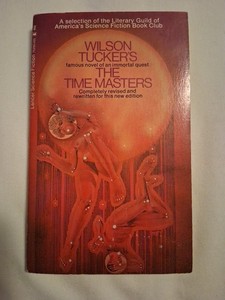 A selection of the Literary Guild of
America's Science Fiction Book Club
WILSON
TUCKER'S
famous novel of an immortal quest:
THE
TIME MASTERS
Completely revised and
rewritten for this new edition